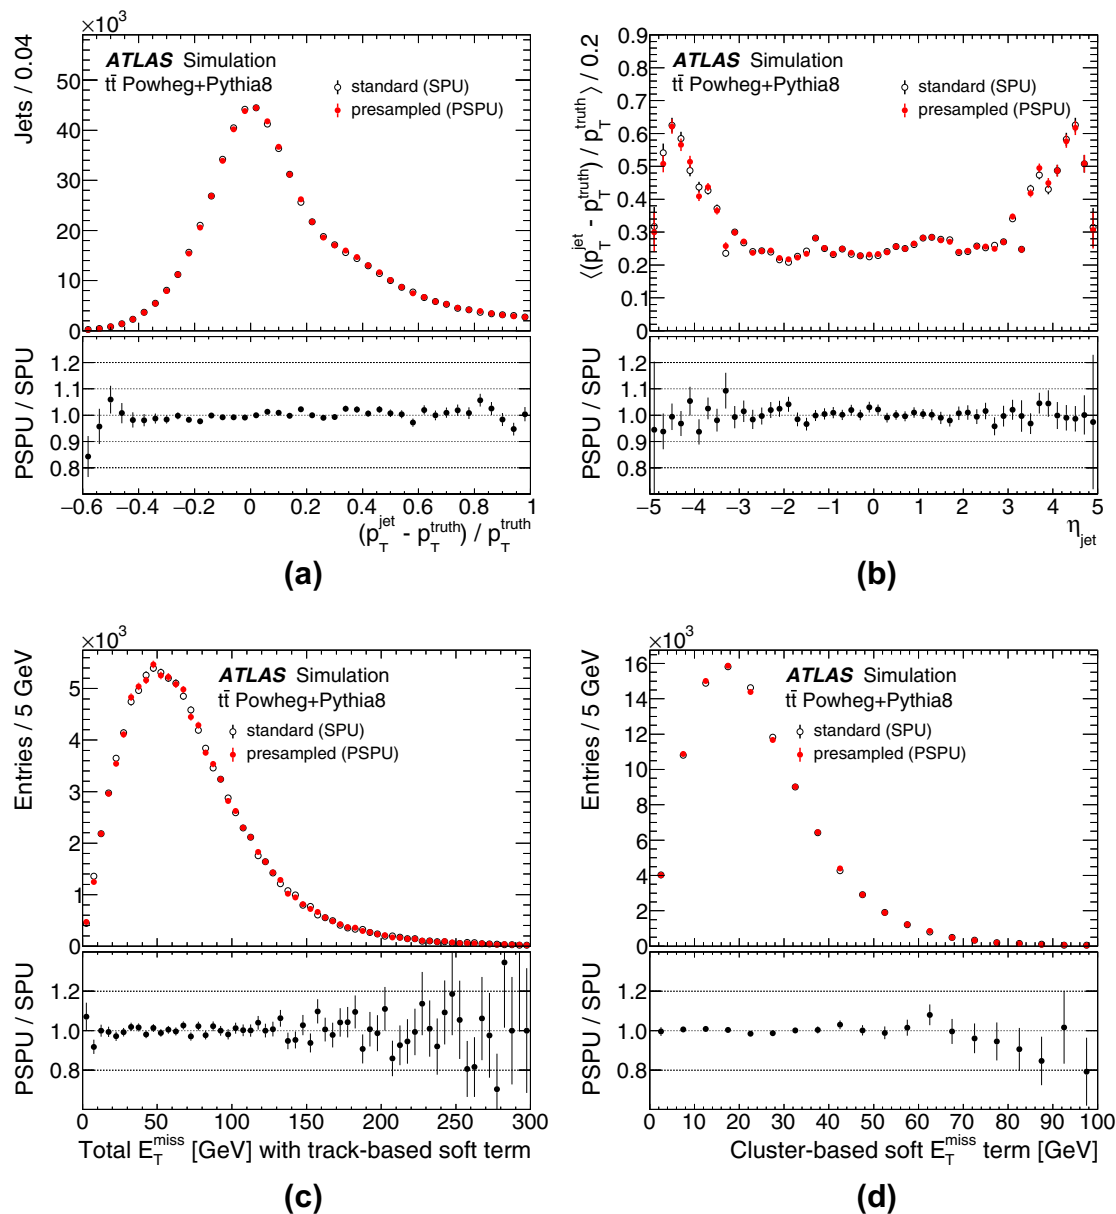 ×10³
Jets / 0.04
ATLAS Simulation
tt̄ Powheg+Pythia8
standard (SPU)
presampled (PSPU)
50
40
30
20
10
0
PSPU / SPU
1.2
1.1
1.0
0.9
0.8
−0.6 −0.4 −0.2 0 0.2 0.4 0.6 0.8 1
(p_T^jet - p_T^truth) / p_T^truth
(a)
⟨(p_T^jet - p_T^truth) / p_T^truth⟩ / 0.2
ATLAS Simulation
tt̄ Powheg+Pythia8
standard (SPU)
presampled (PSPU)
0.9
0.8
0.7
0.6
0.5
0.4
0.3
0.2
0.1
0
PSPU / SPU
1.2
1.1
1.0
0.9
0.8
−5 −4 −3 −2 −1 0 1 2 3 4 5
η_jet
(b)
×10³
Entries / 5 GeV
ATLAS Simulation
tt̄ Powheg+Pythia8
standard (SPU)
presampled (PSPU)
5
4
3
2
1
0
PSPU / SPU
1.2
1.0
0.8
0 50 100 150 200 250 300
Total E_T^miss [GeV] with track-based soft term
(c)
×10³
Entries / 5 GeV
ATLAS Simulation
tt̄ Powheg+Pythia8
standard (SPU)
presampled (PSPU)
16
14
12
10
8
6
4
2
0
PSPU / SPU
1.2
1.0
0.8
0 10 20 30 40 50 60 70 80 90 100
Cluster-based soft E_T^miss term [GeV]
(d)